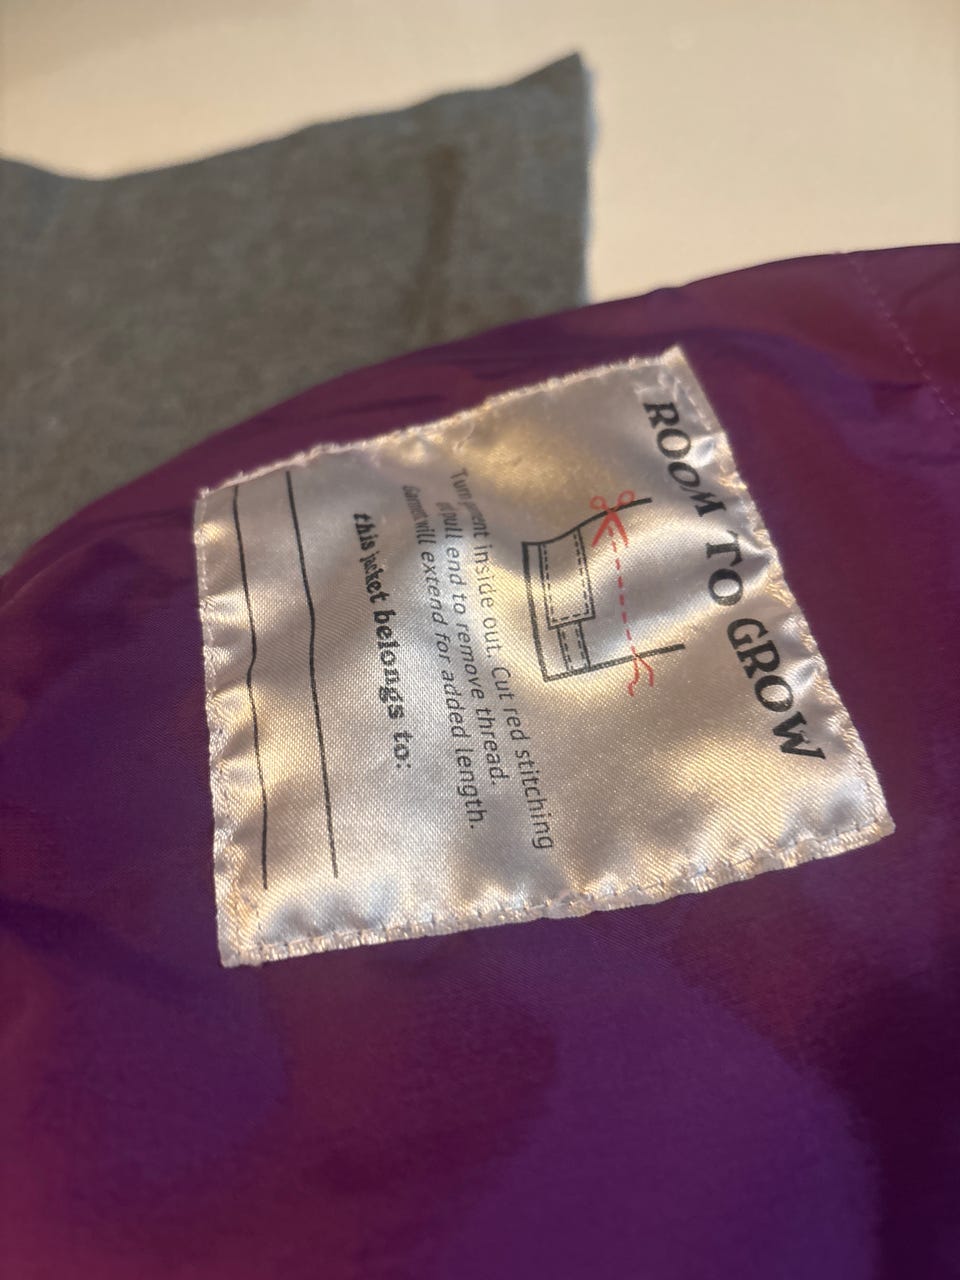 ROOM TO GROW
Turn inside out. Cut red stitching
pull end to remove thread.
Garment will extend for added length.
this jacket belongs to: